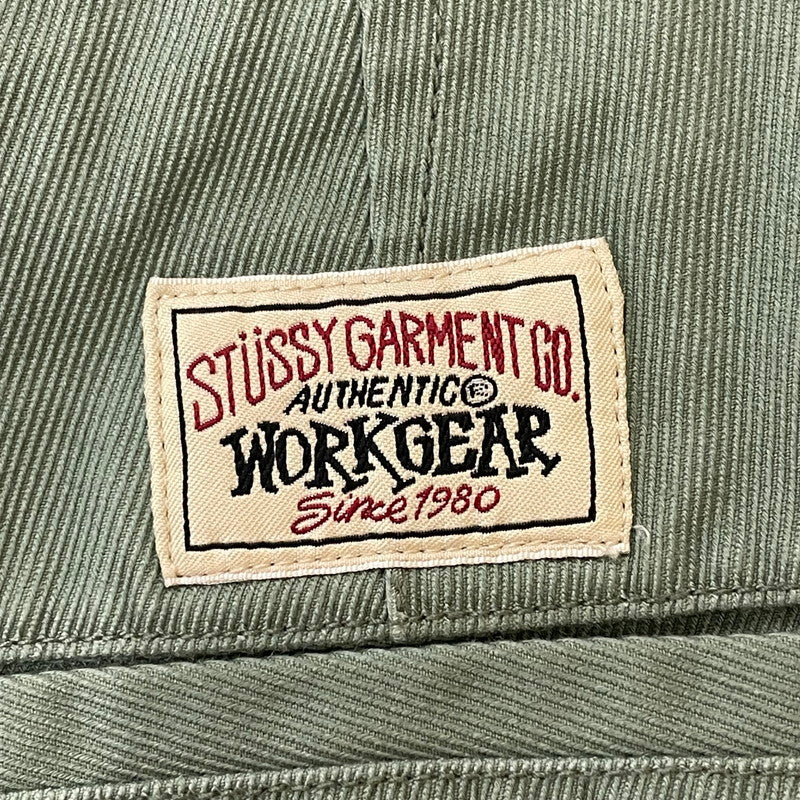 STÜSSY GARMENT CO.
AUTHENTIC
WORKGEAR
Since 1980